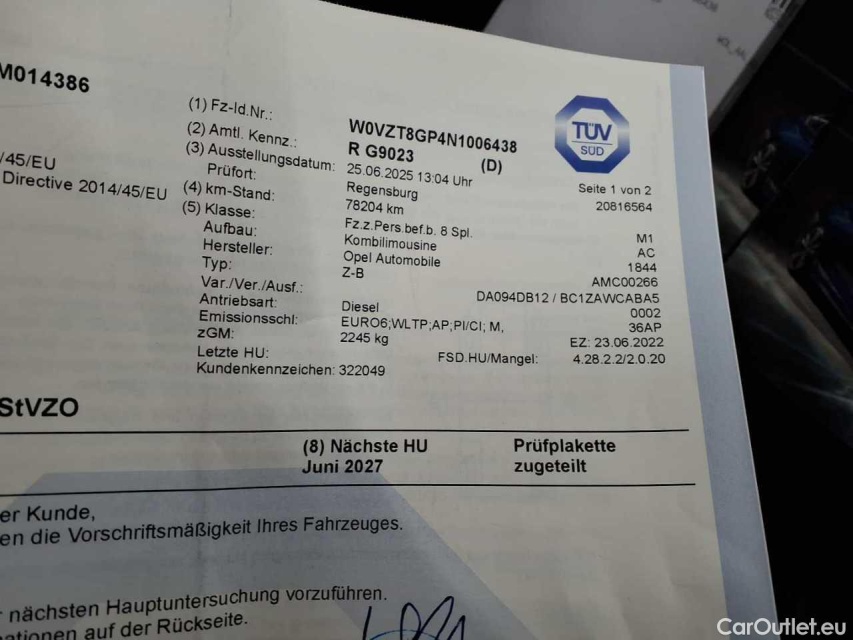 M014386
(1) Fz-Id.Nr.: W0VZT8GP4N1006438
(2) Amtl. Kennz.: R G9023 (D)
(3) Ausstellungsdatum: 25.06.2025 13:04 Uhr
Prüfort: Regensburg
(4) km-Stand: 78204 km
(5) Klasse: Fz.z.Pers.bef.b. 8 Spl. M1
Aufbau: Kombilimousine AC
Hersteller: Opel Automobile 1844
Typ: Z-B AMC00266
Var./Ver./Ausf.: DA094DB12 / BC1ZAWCABA5
Antriebsart: Diesel 0002
Emissionsschl: EURO6;WLTP;AP;PI/CI; M, 36AP
zGM: 2245 kg EZ: 23.06.2022
Letzte HU: FSD.HU/Mangel: 4.28.2.2/2.0.20
Kundenkennzeichen: 322049
TÜV
SÜD
Seite 1 von 2
20816564
/45/EU
Directive 2014/45/EU
StVZO
(8) Nächste HU Prüfplakette
Juni 2027 zugeteilt
er Kunde,
en die Vorschriftsmäßigkeit Ihres Fahrzeuges.
nächsten Hauptuntersuchung vorzuführen.
ationen auf der Rückseite.
CarOutlet.eu